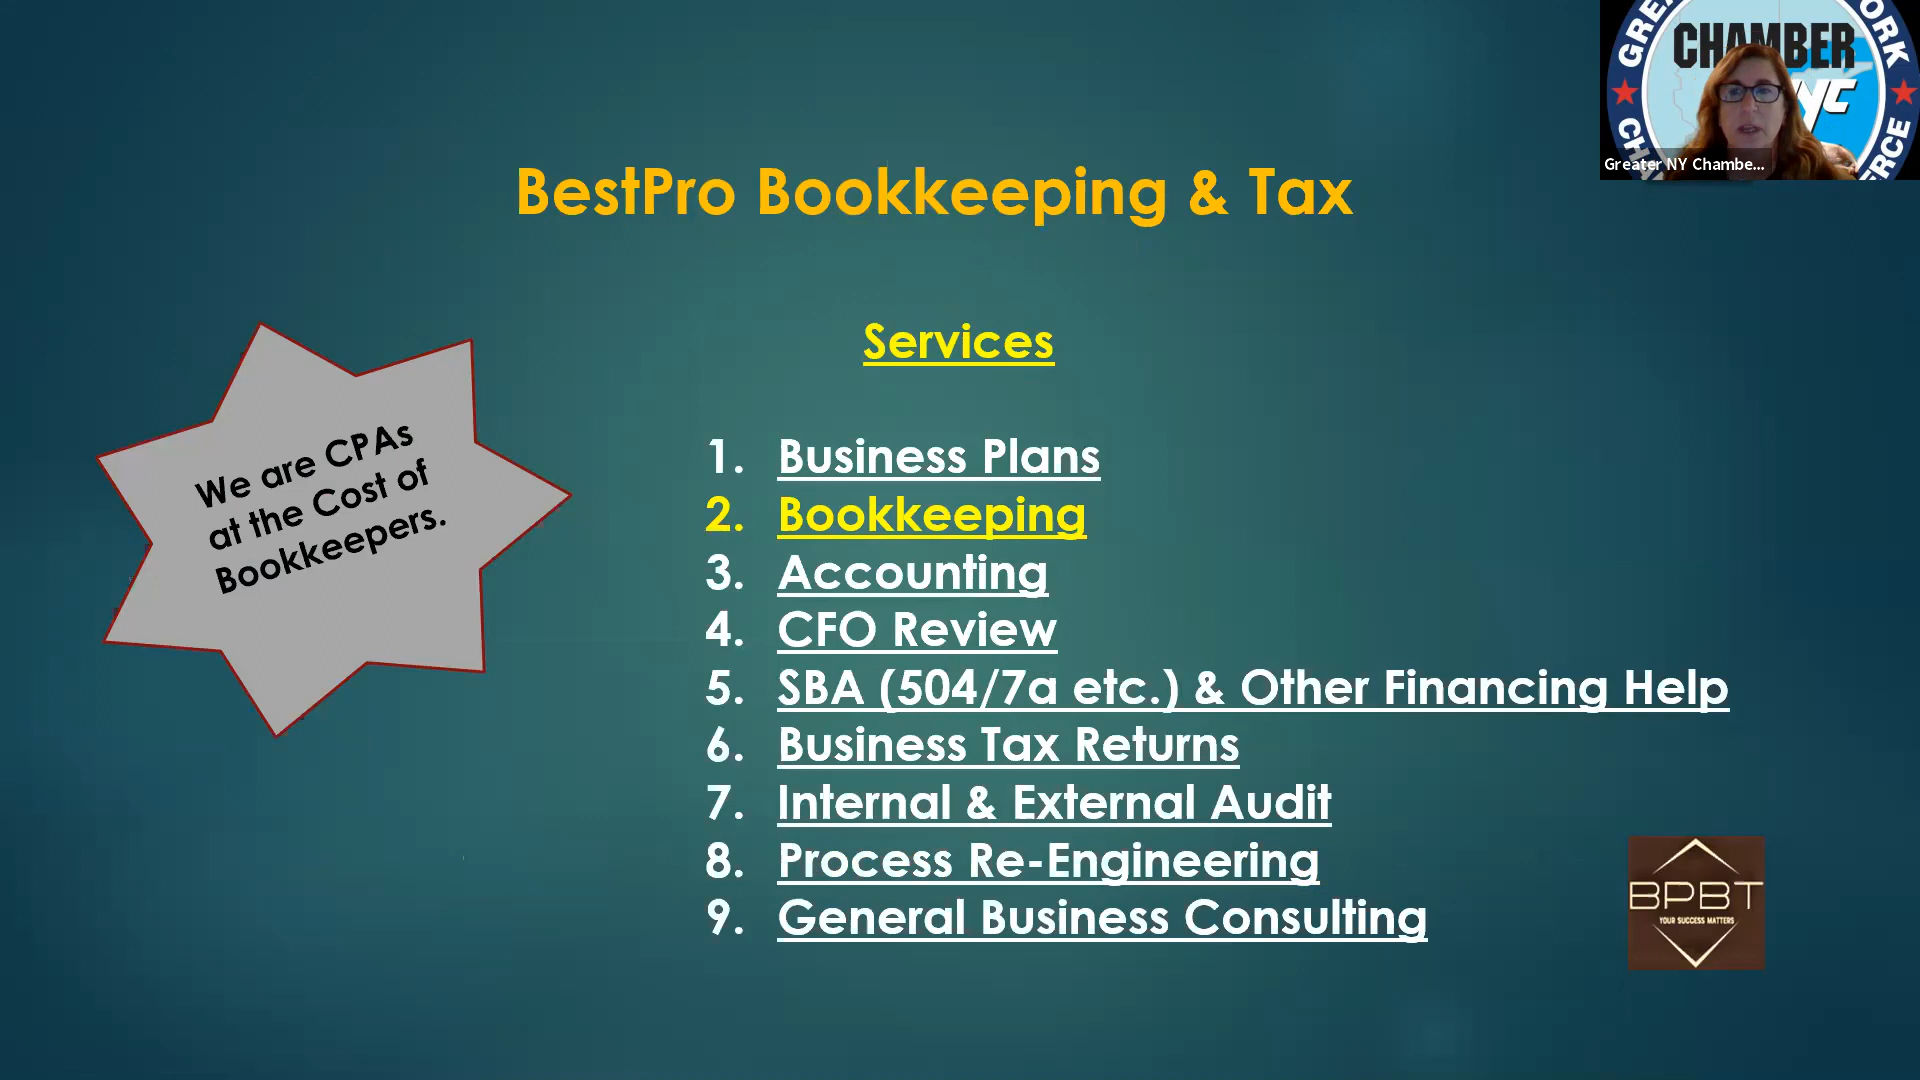 BestPro Bookkeeping & Tax
Services
We are CPAs
at the Cost of
Bookkeepers.
1. Business Plans
2. Bookkeeping
3. Accounting
4. CFO Review
5. SBA (504/7a etc.) & Other Financing Help
6. Business Tax Returns
7. Internal & External Audit
8. Process Re-Engineering
9. General Business Consulting
BPBT
YOUR SUCCESS MATTERS
CHAMBER
Greater NY Chambe...